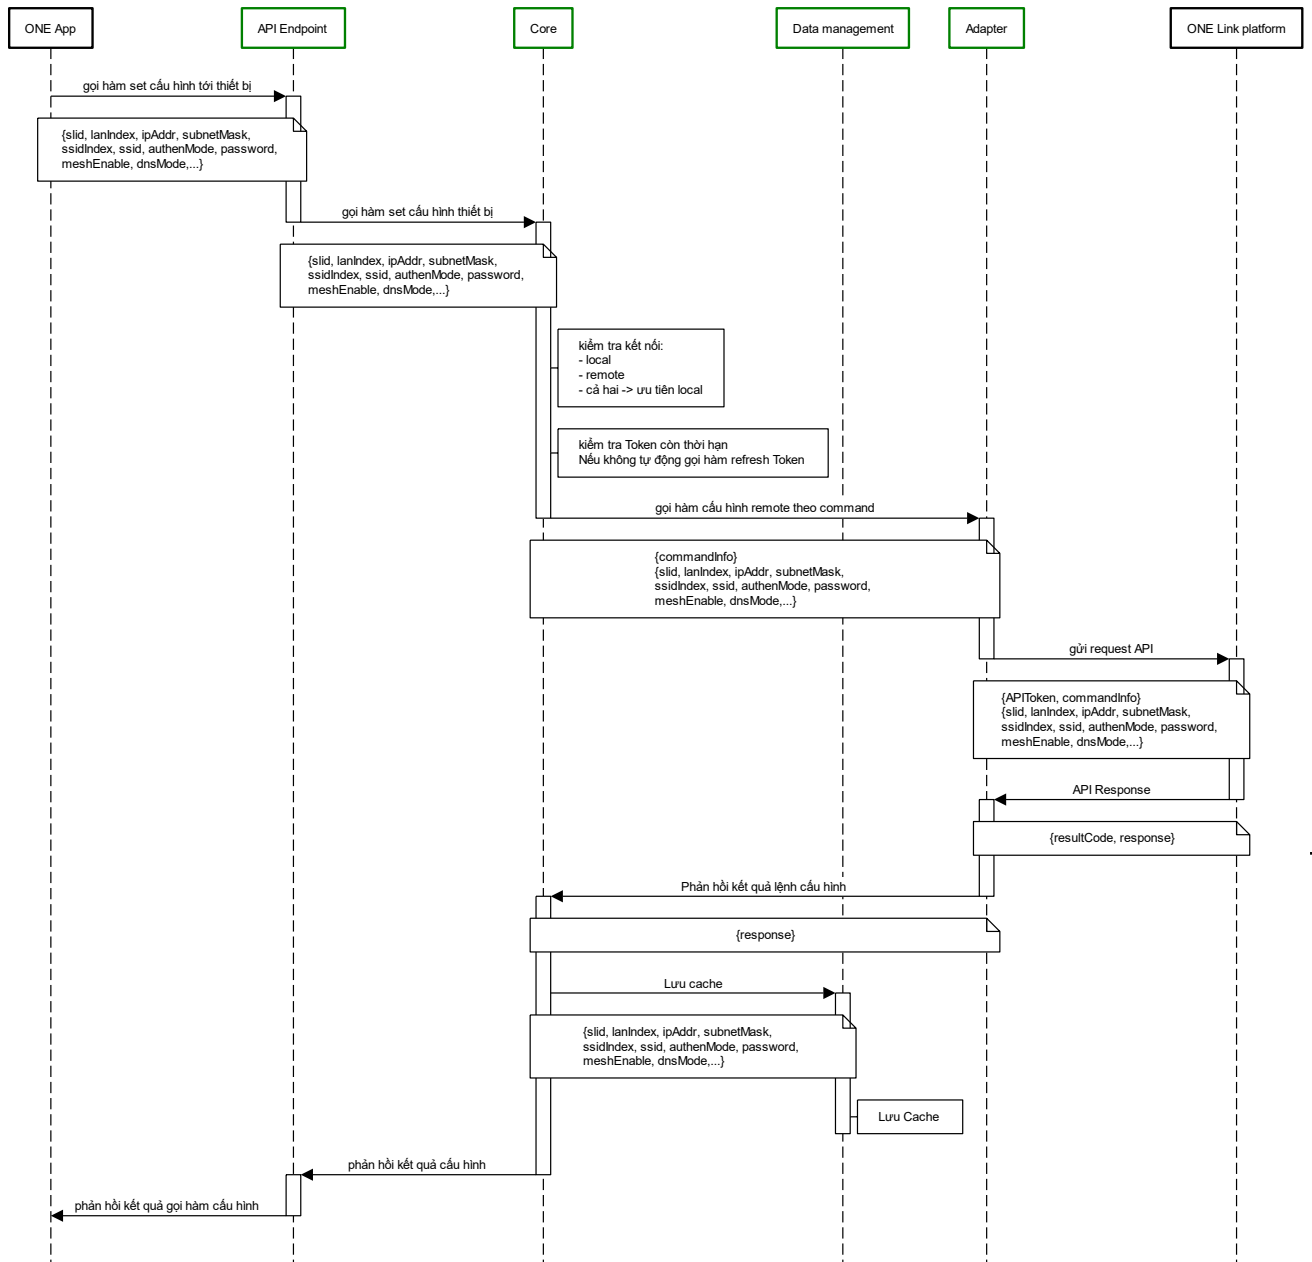 ONE App
API Endpoint
Core
Data management
Adapter
ONE Link platform
gọi hàm set cấu hình tới thiết bị
{slid, lanIndex, ipAddr, subnetMask,
ssidIndex, ssid, authenMode, password,
meshEnable, dnsMode,...}
gọi hàm set cấu hình thiết bị
{slid, lanIndex, ipAddr, subnetMask,
ssidIndex, ssid, authenMode, password,
meshEnable, dnsMode,...}
kiểm tra kết nối:
- local
- remote
- cả hai -> ưu tiên local
kiểm tra Token còn thời hạn
Nếu không tự động gọi hàm refresh Token
gọi hàm cấu hình remote theo command
{commandInfo}
{slid, lanIndex, ipAddr, subnetMask,
ssidIndex, ssid, authenMode, password,
meshEnable, dnsMode,...}
gửi request API
{APIToken, commandInfo}
{slid, lanIndex, ipAddr, subnetMask,
ssidIndex, ssid, authenMode, password,
meshEnable, dnsMode,...}
API Response
{resultCode, response}
Phản hồi kết quả lệnh cấu hình
{response}
Lưu cache
{slid, lanIndex, ipAddr, subnetMask,
ssidIndex, ssid, authenMode, password,
meshEnable, dnsMode,...}
Lưu Cache
phản hồi kết quả cấu hình
phản hồi kết quả gọi hàm cấu hình